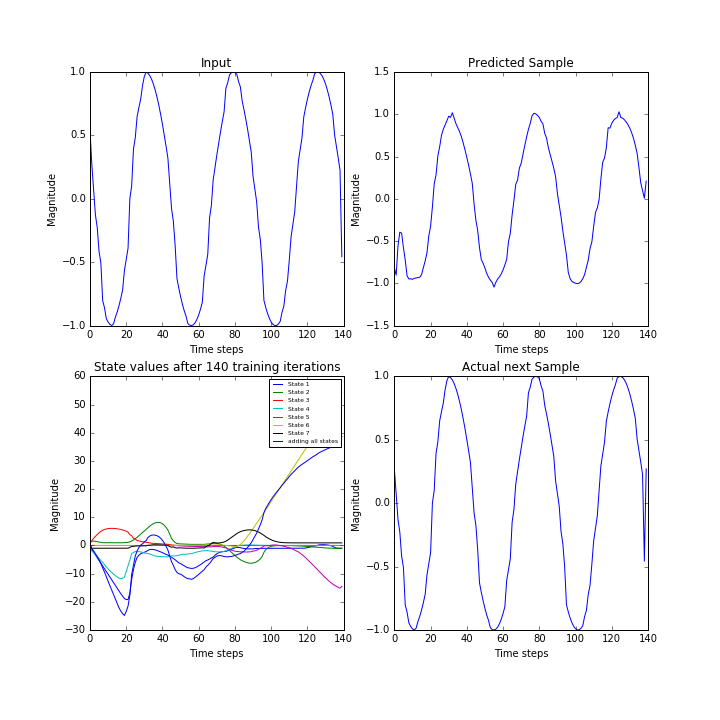 Input
Magnitude
1.0
0.5
0.0
−0.5
−1.0
0 20 40 60 80 100 120 140
Time steps
Predicted Sample
Magnitude
1.5
1.0
0.5
0.0
−0.5
−1.0
−1.5
0 20 40 60 80 100 120 140
Time steps
State values after 140 training iterations
Magnitude
60
50
40
30
20
10
0
−10
−20
−30
State 1
State 2
State 3
State 4
State 5
State 6
State 7
adding all states
0 20 40 60 80 100 120 140
Time steps
Actual next Sample
Magnitude
1.0
0.5
0.0
−0.5
−1.0
0 20 40 60 80 100 120 140
Time steps